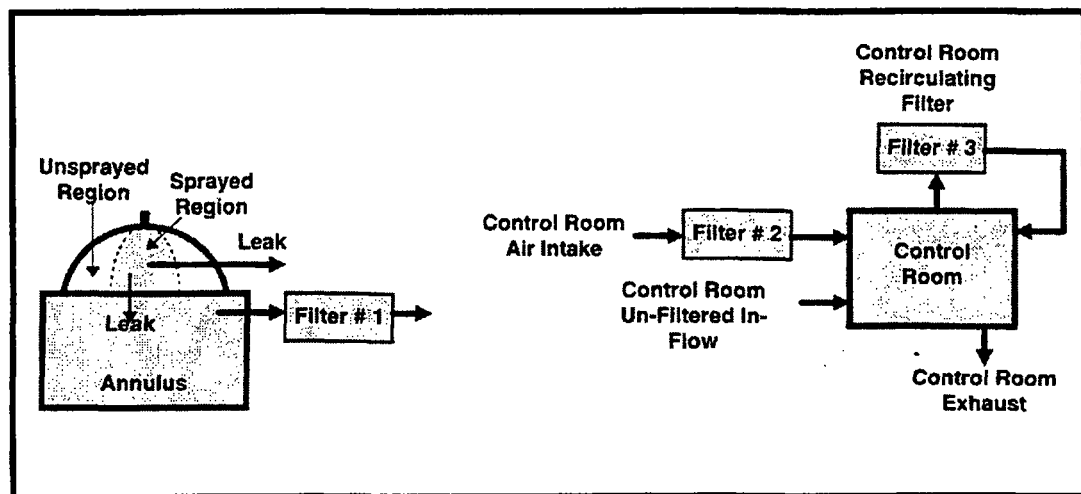 Unsprayed
Region
Sprayed
Region
Leak
Leak
Annulus
Filter # 1
Control Room
Recirculating
Filter
Filter # 3
Control Room
Air Intake
Filter # 2
Control
Room
Control Room
Un-Filtered In-
Flow
Control Room
Exhaust